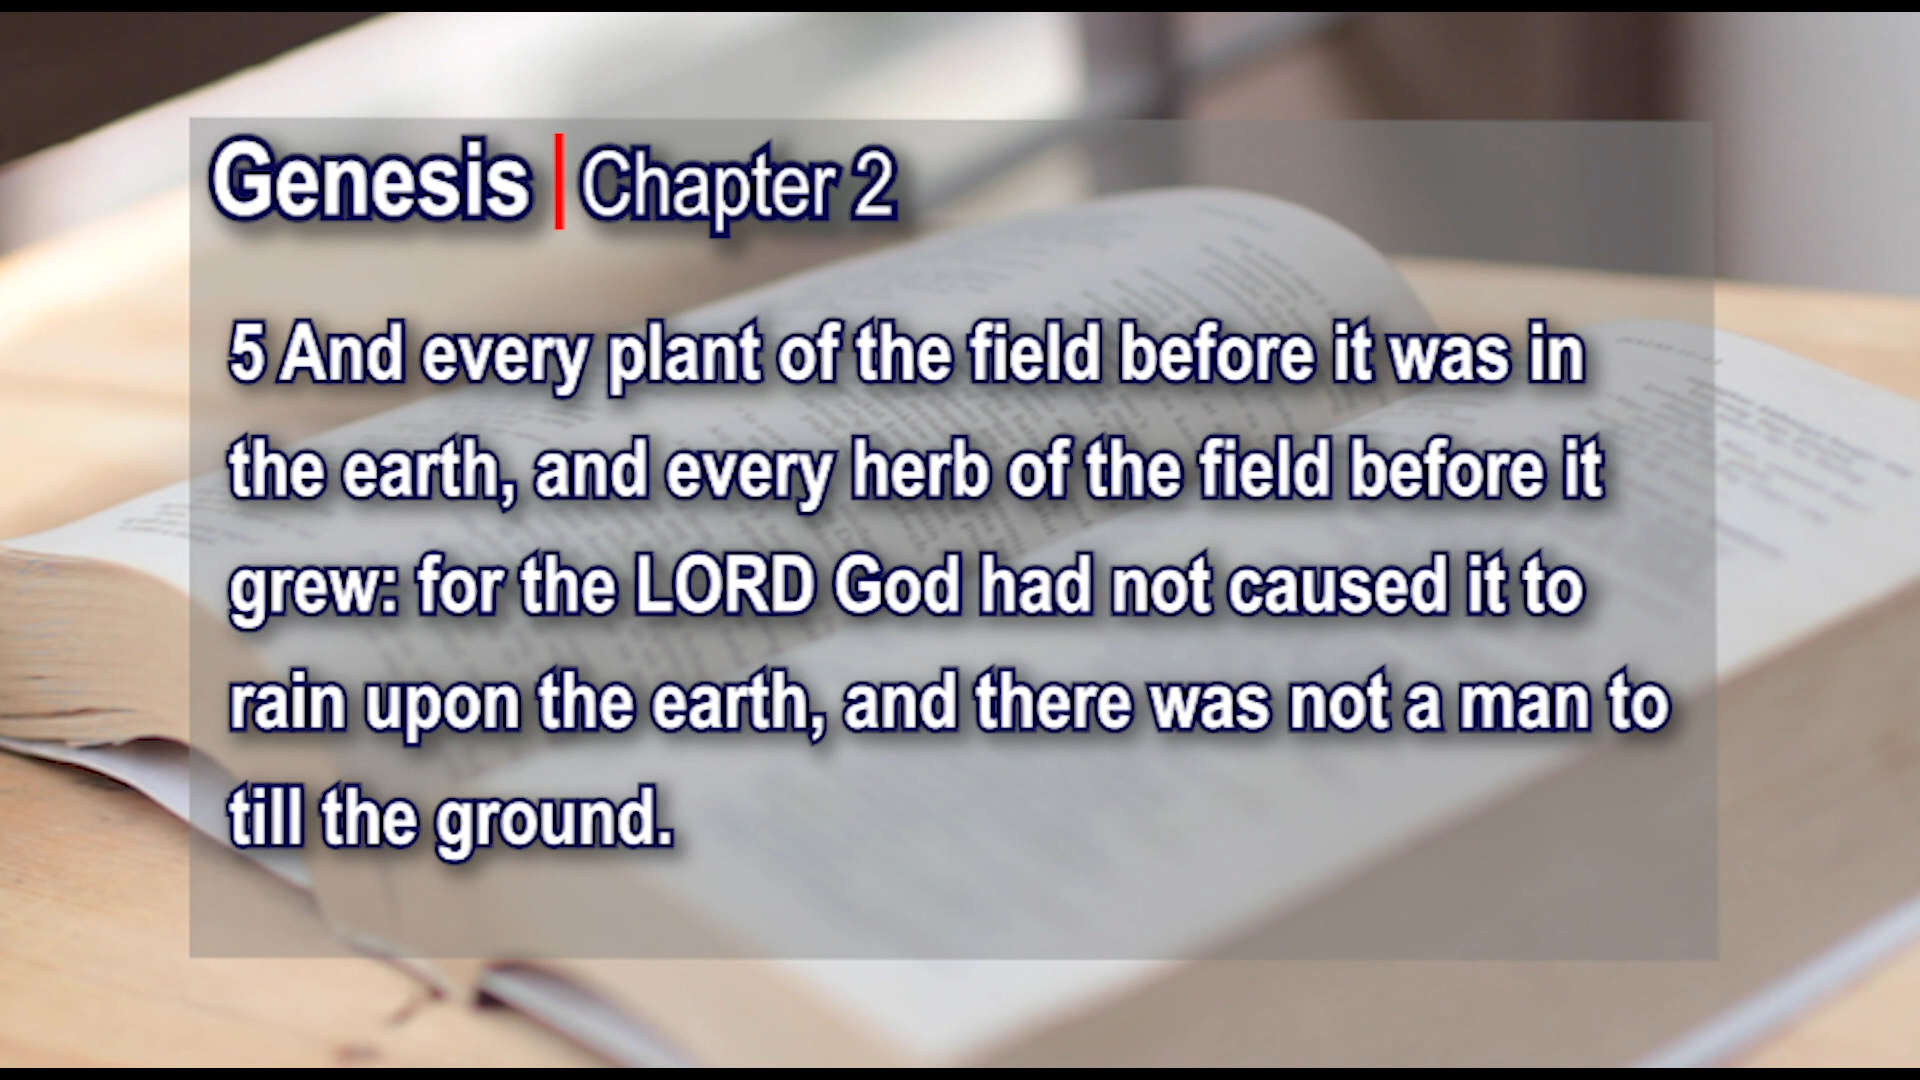 Genesis | Chapter 2
5 And every plant of the field before it was in
the earth, and every herb of the field before it
grew: for the LORD God had not caused it to
rain upon the earth, and there was not a man to
till the ground.